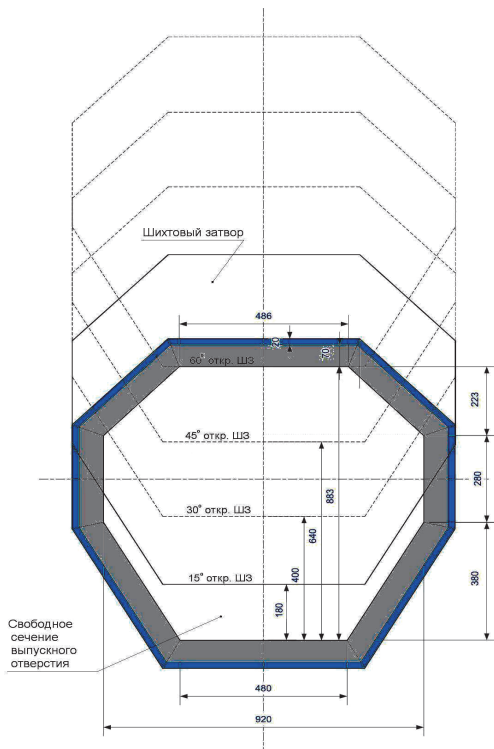 Шихтовый затвор
486
20
70
60° откр. ШЗ
223
45° откр. ШЗ
883
280
640
30° откр. ШЗ
400
380
15° откр. ШЗ
180
Свободное
сечение
выпускного
отверстия
480
920